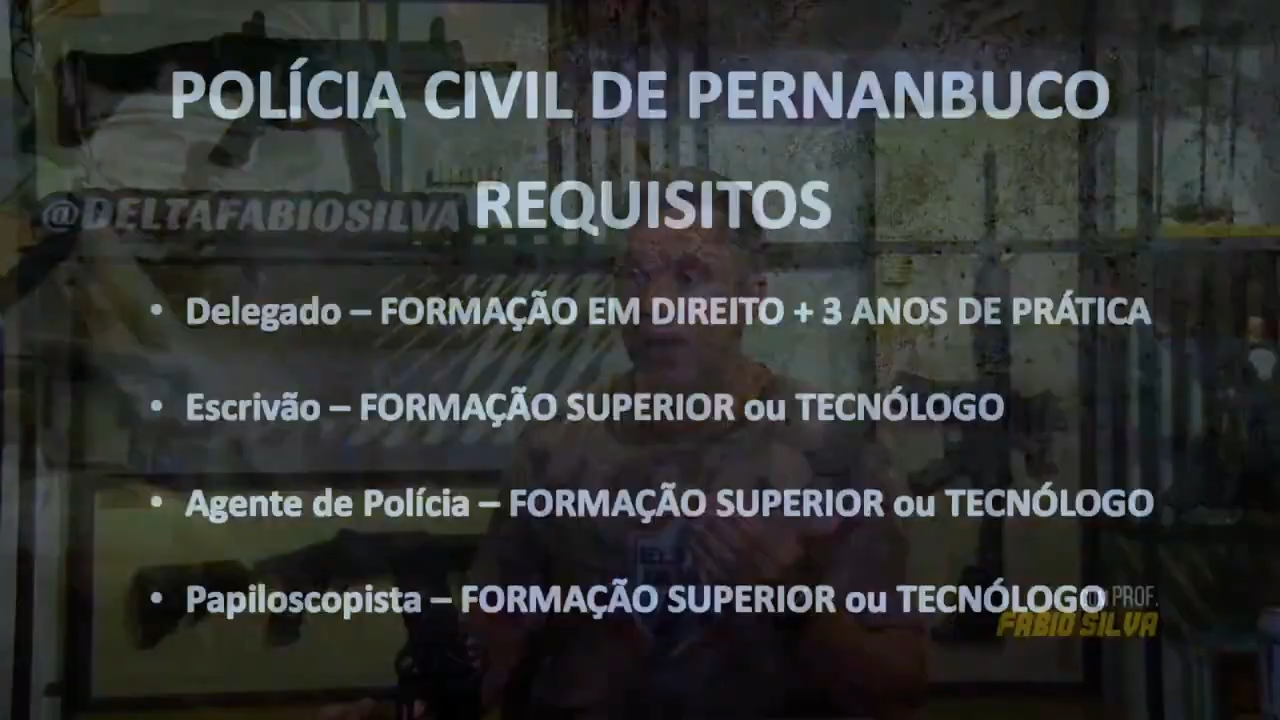 POLÍCIA CIVIL DE PERNANBUCO
@DELTAFABIOSILVA
REQUISITOS
• Delegado – FORMAÇÃO EM DIREITO + 3 ANOS DE PRÁTICA
• Escrivão – FORMAÇÃO SUPERIOR ou TECNÓLOGO
• Agente de Polícia – FORMAÇÃO SUPERIOR ou TECNÓLOGO
• Papiloscopista – FORMAÇÃO SUPERIOR ou TECNÓLOGO
PROF.
FABIO SILVA